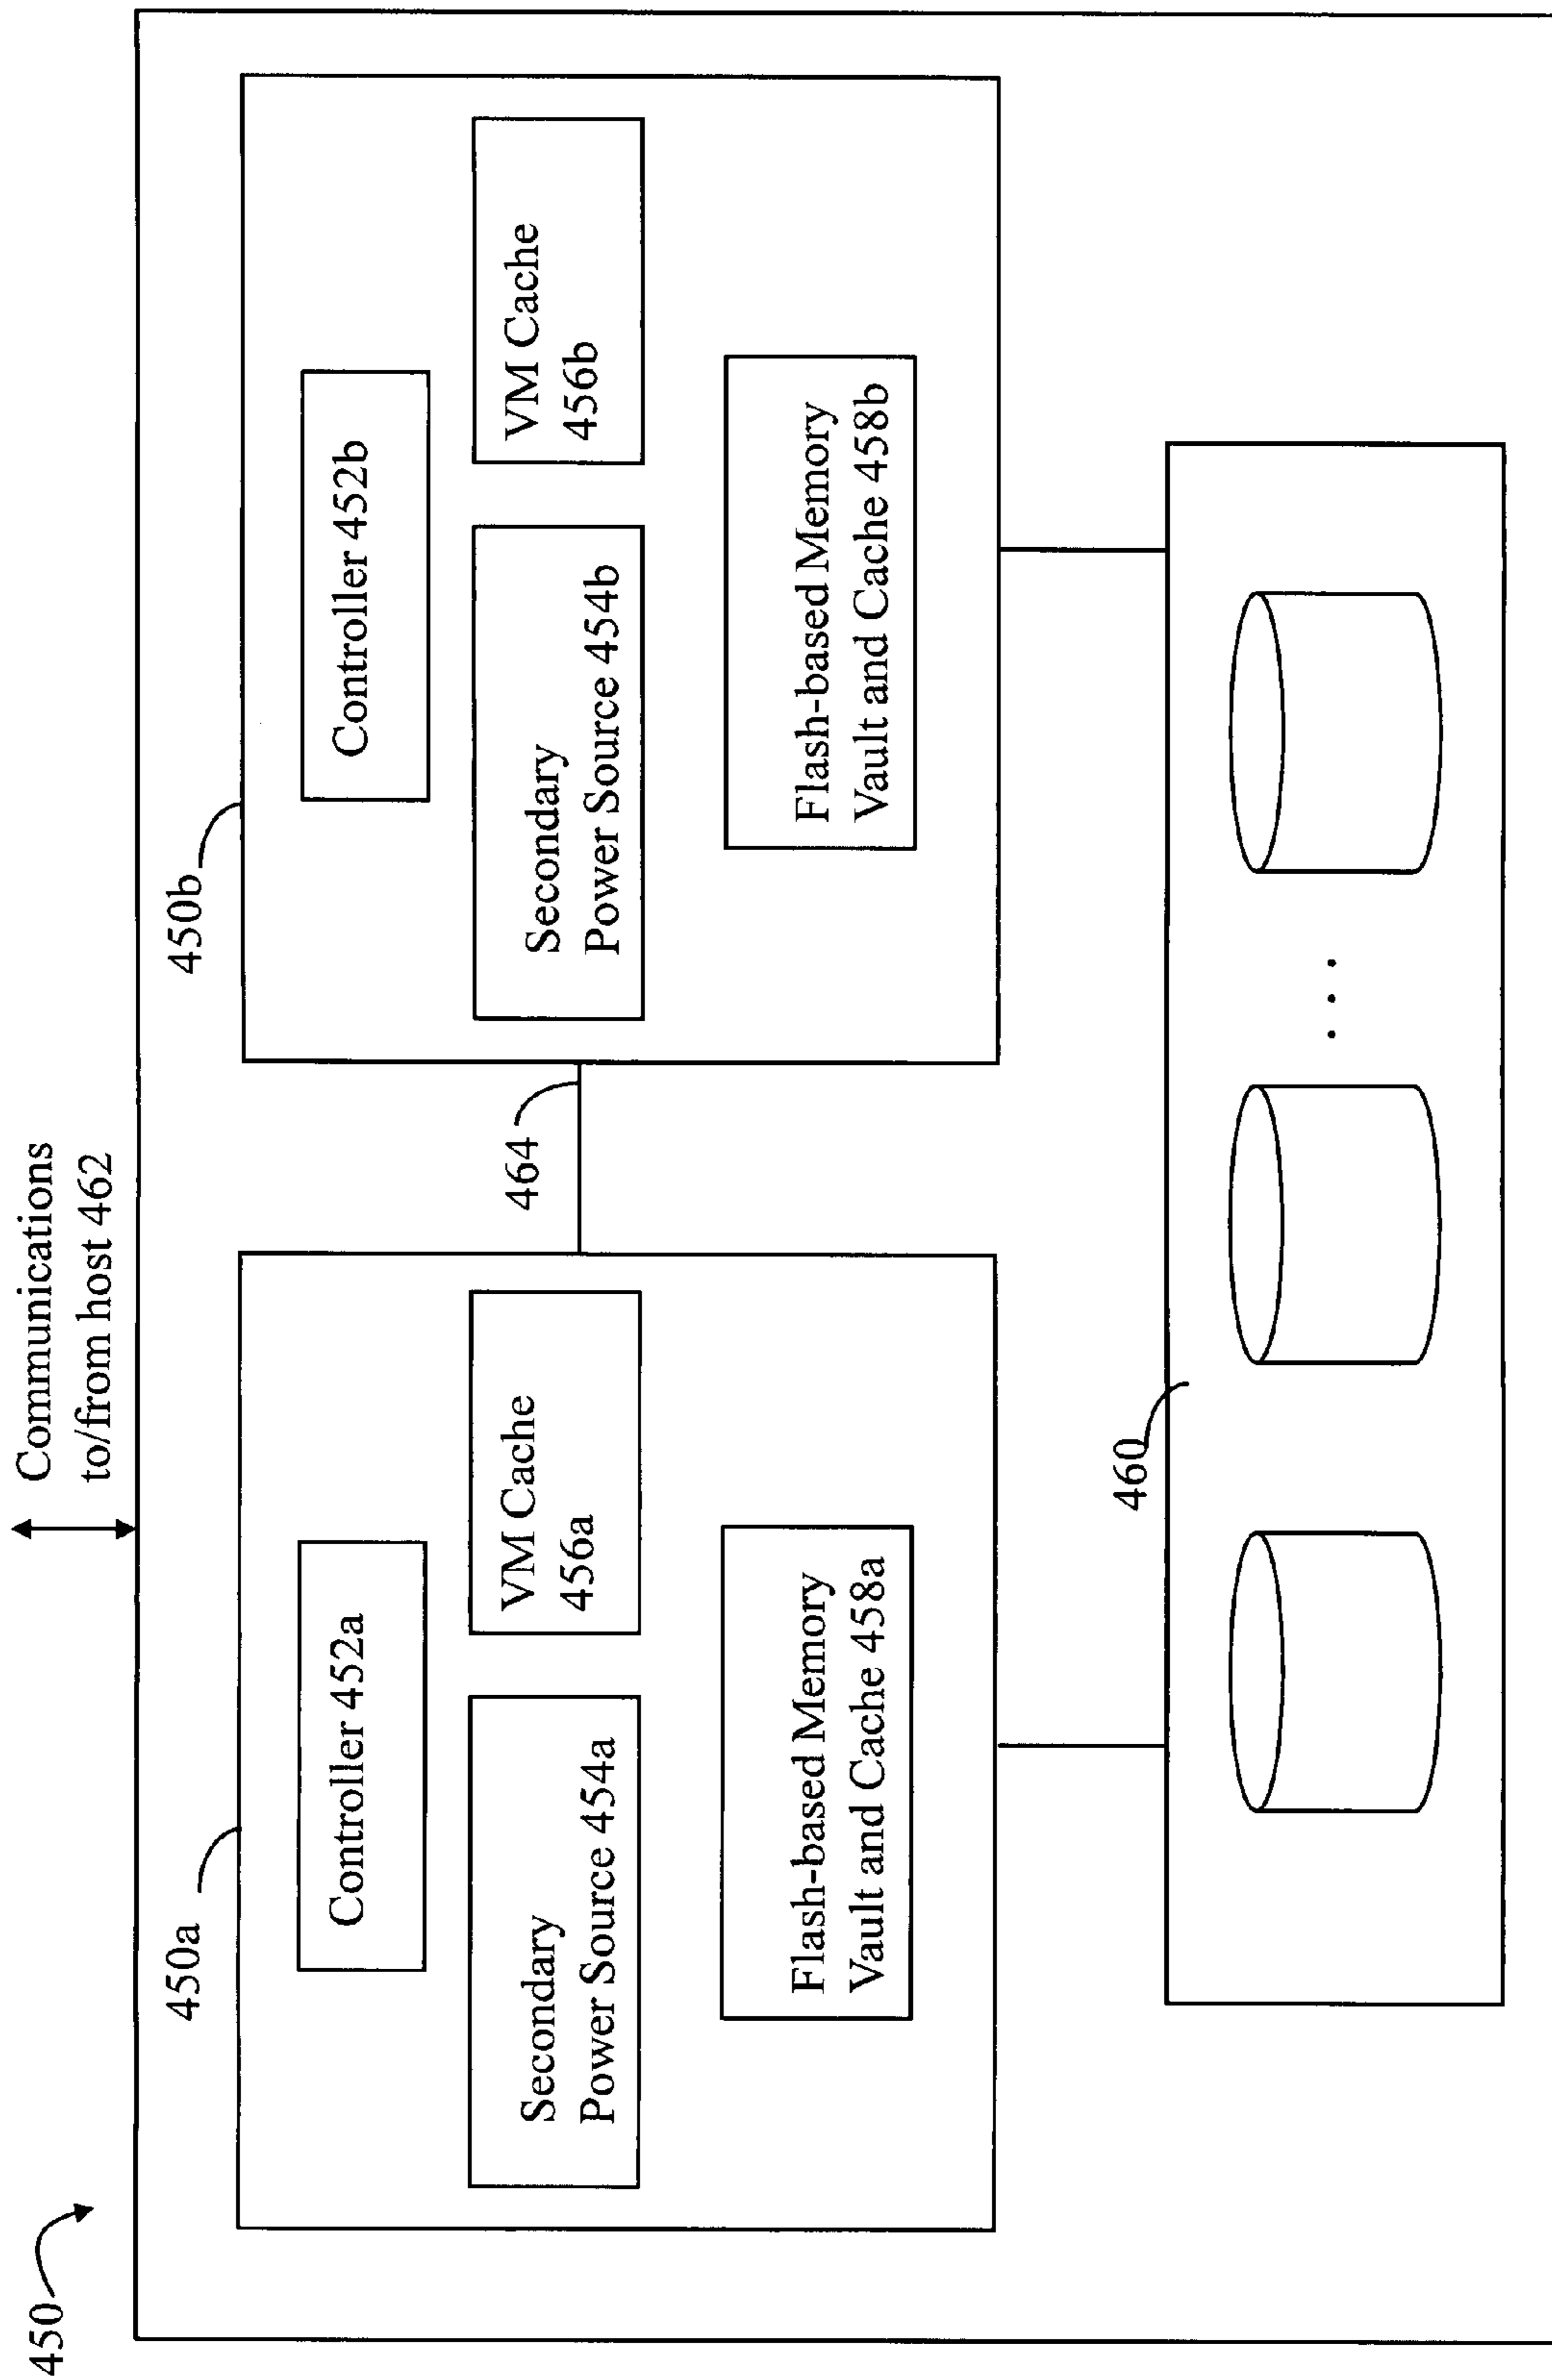 450
Communications
to/from host 462
450a
Controller 452a
Secondary
Power Source 454a
VM Cache
456a
Flash-based Memory
Vault and Cache 458a
464
450b
Controller 452b
Secondary
Power Source 454b
VM Cache
456b
Flash-based Memory
Vault and Cache 458b
460
. . .